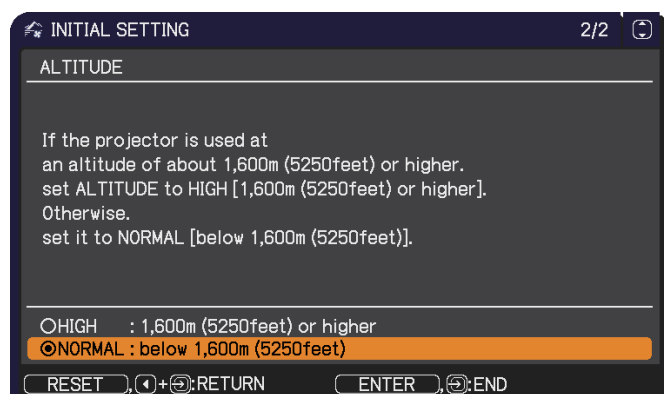 INITIAL SETTING 2/2
ALTITUDE
If the projector is used at
an altitude of about 1,600m (5250feet) or higher.
set ALTITUDE to HIGH [1,600m (5250feet) or higher].
Otherwise.
set it to NORMAL [below 1,600m (5250feet)].
HIGH : 1,600m (5250feet) or higher
NORMAL : below 1,600m (5250feet)
RESET , + :RETURN ENTER , :END